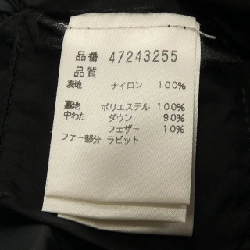 品番 47243255
品質
表地 ナイロン 100%
裏地 ポリエステル 100%
中わた ダウン 90%
フェザー 10%
ファー部分 ラビット